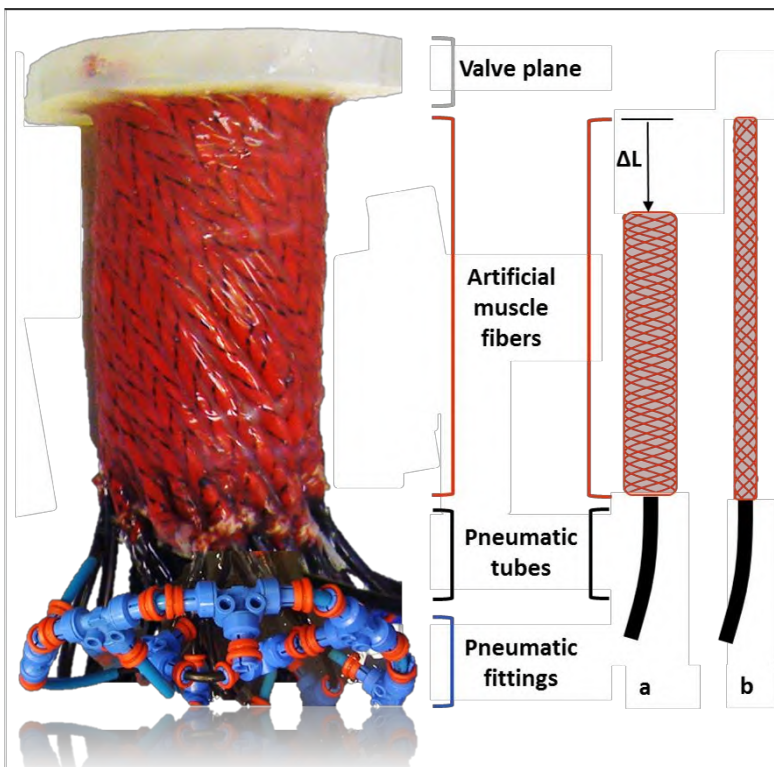 Valve plane
ΔL
Artificial
muscle
fibers
Pneumatic
tubes
Pneumatic
fittings
a
b